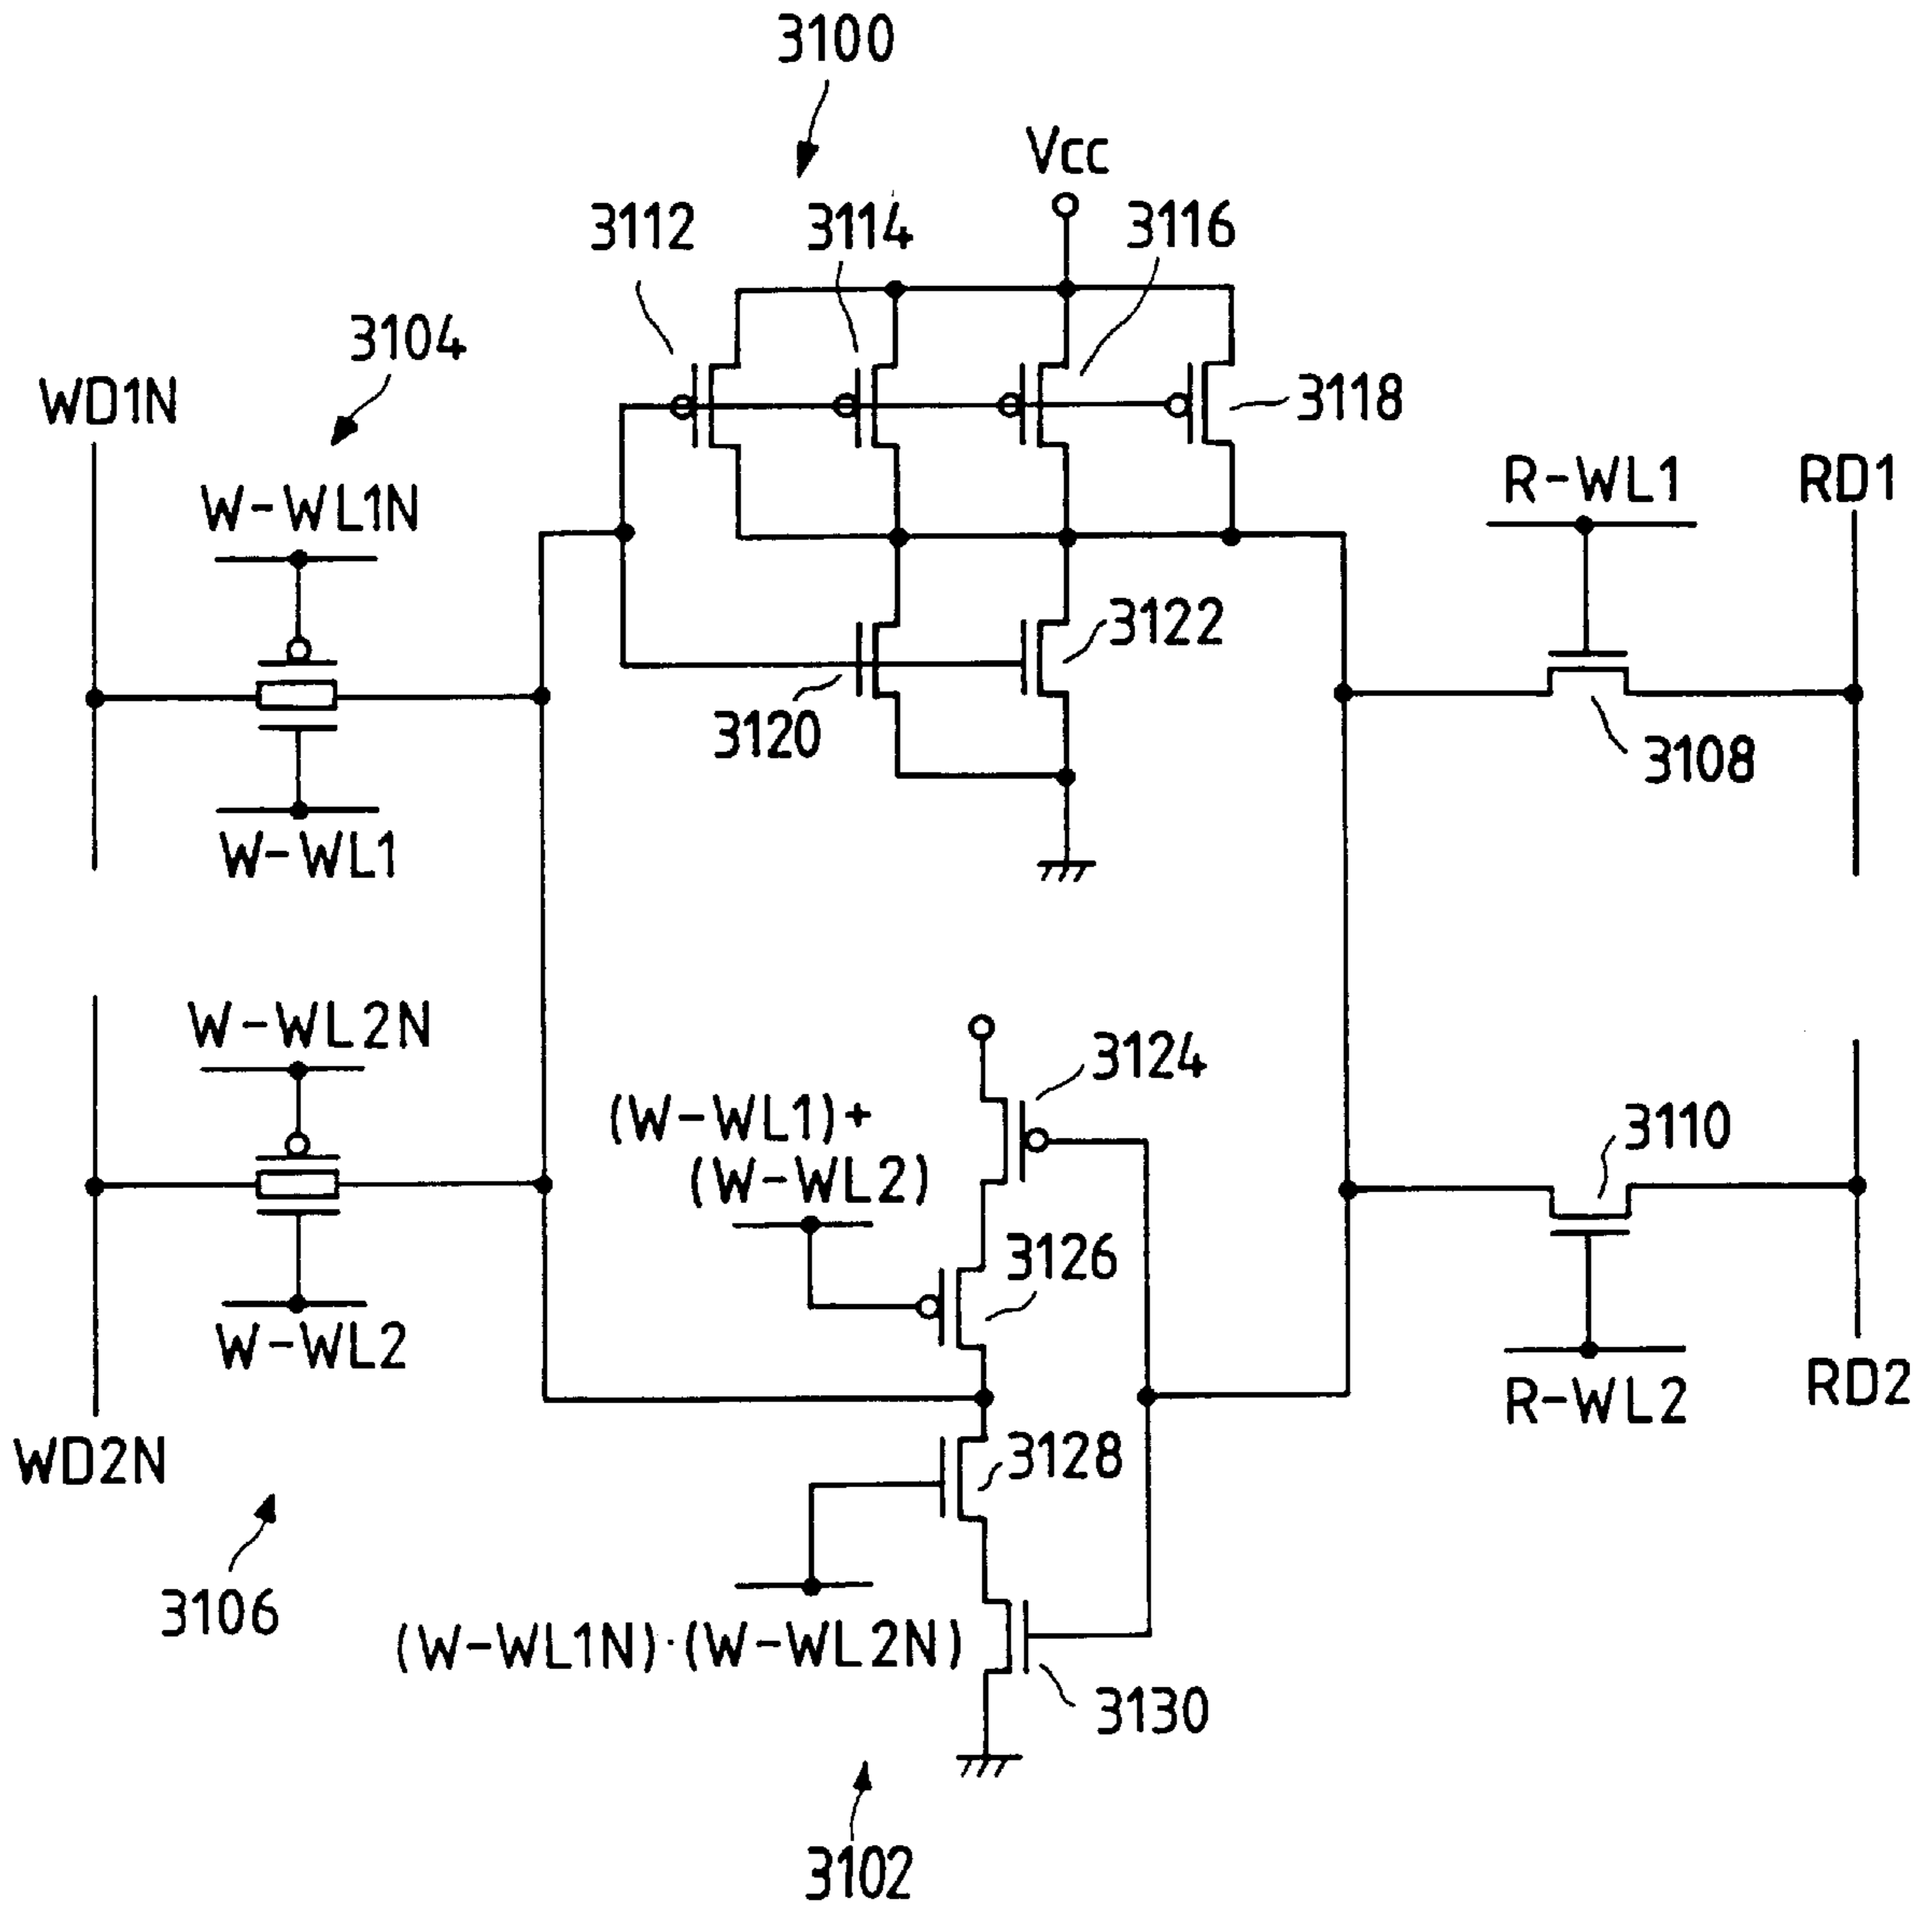 3100
Vcc
3112
3114
3116
3104
3118
WD1N
W-WL1N
R-WL1
RD1
3122
3120
3108
W-WL1
W-WL2N
3124
(W-WL1)+
(W-WL2)
3110
3126
W-WL2
RD2
R-WL2
WD2N
3128
3106
(W-WL1N)·(W-WL2N)
3130
3102